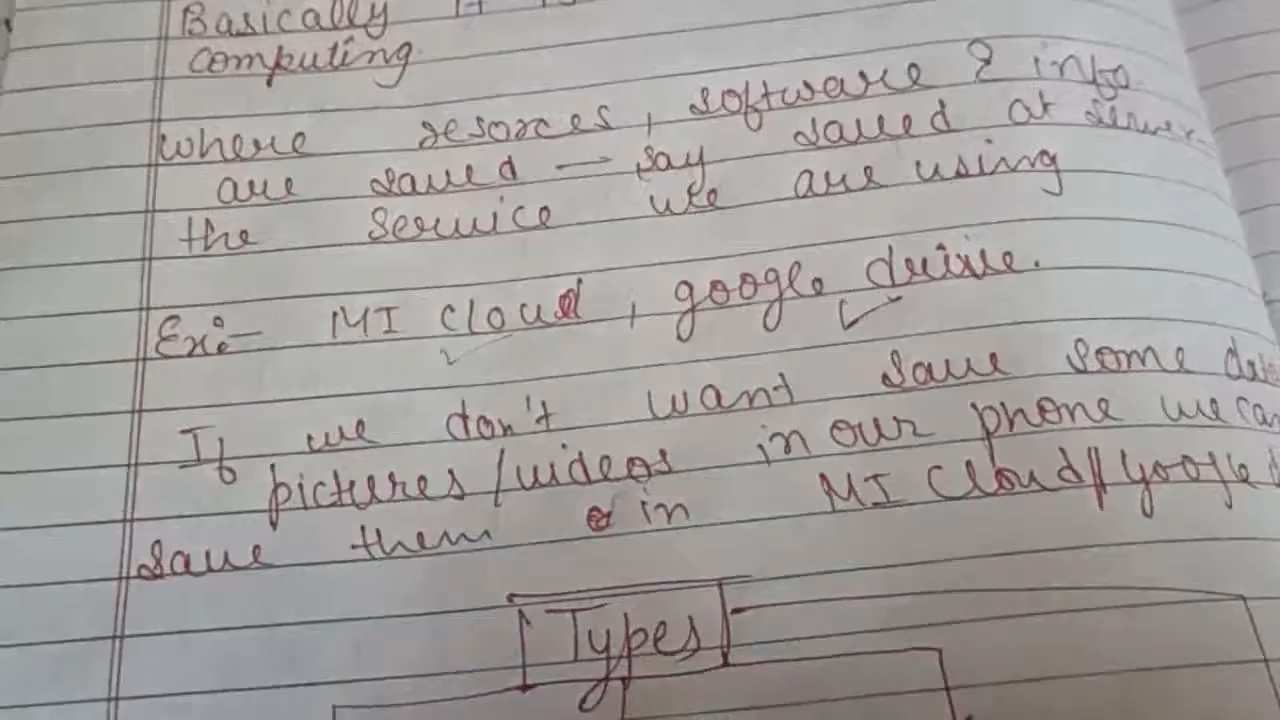 Basically
computing.
where resorces, software & info
are saved — say saved at server.
the service we are using
Ex:- MI cloud, google drive.
If we don't want save some
pictures/videos in our phone we can
save them in MI Cloud//google
Types